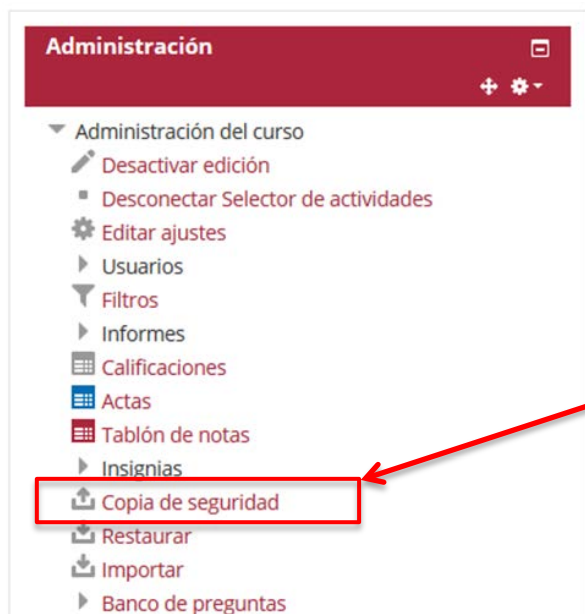 Administración
Administración del curso
Desactivar edición
Desconectar Selector de actividades
Editar ajustes
Usuarios
Filtros
Informes
Calificaciones
Actas
Tablón de notas
Insignias
Copia de seguridad
Restaurar
Importar
Banco de preguntas